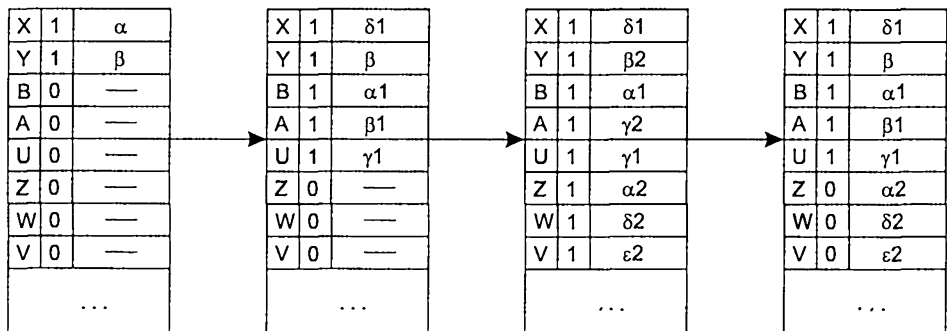 X 1 α
Y 1 β
B 0 —
A 0 —
U 0 —
Z 0 —
W 0 —
V 0 —
...
X 1 δ1
Y 1 β
B 1 α1
A 1 β1
U 1 γ1
Z 0 —
W 0 —
V 0 —
...
X 1 δ1
Y 1 β2
B 1 α1
A 1 γ2
U 1 γ1
Z 1 α2
W 1 δ2
V 1 ε2
...
X 1 δ1
Y 1 β
B 1 α1
A 1 β1
U 1 γ1
Z 0 α2
W 0 δ2
V 0 ε2
...